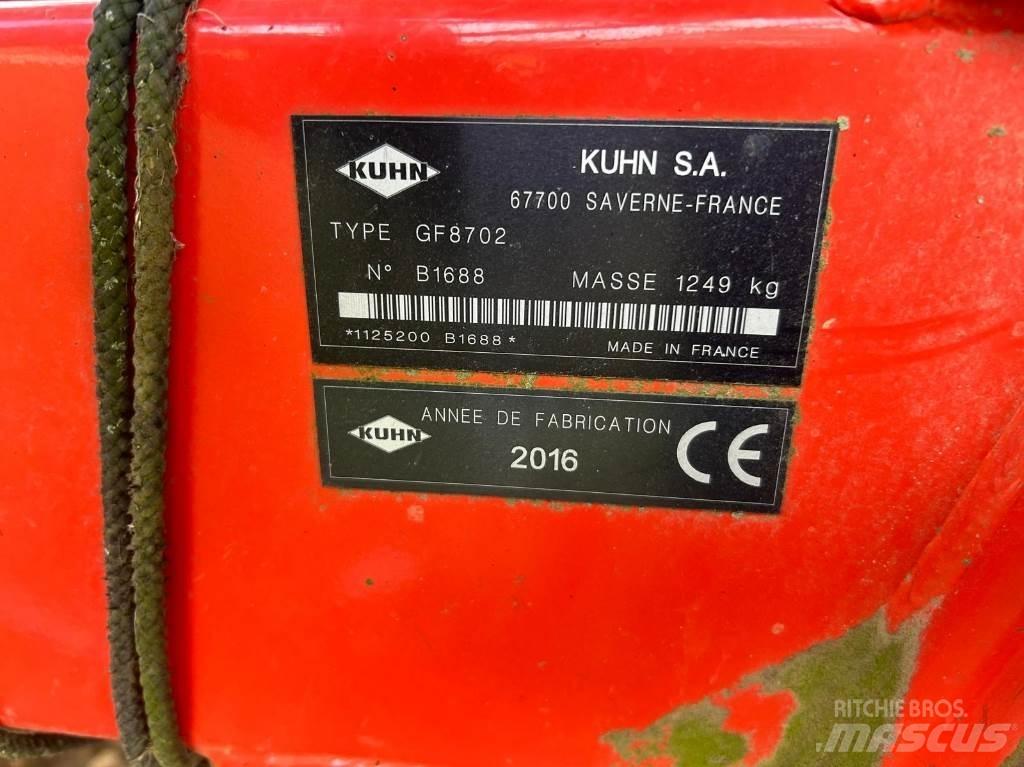 KUHN
KUHN S.A.
67700 SAVERNE-FRANCE
TYPE GF8702
N° B1688 MASSE 1249 kg
*1125200 B1688*
MADE IN FRANCE
KUHN
ANNEE DE FABRICATION
2016
CE
RITCHIE BROS.
MASCUS